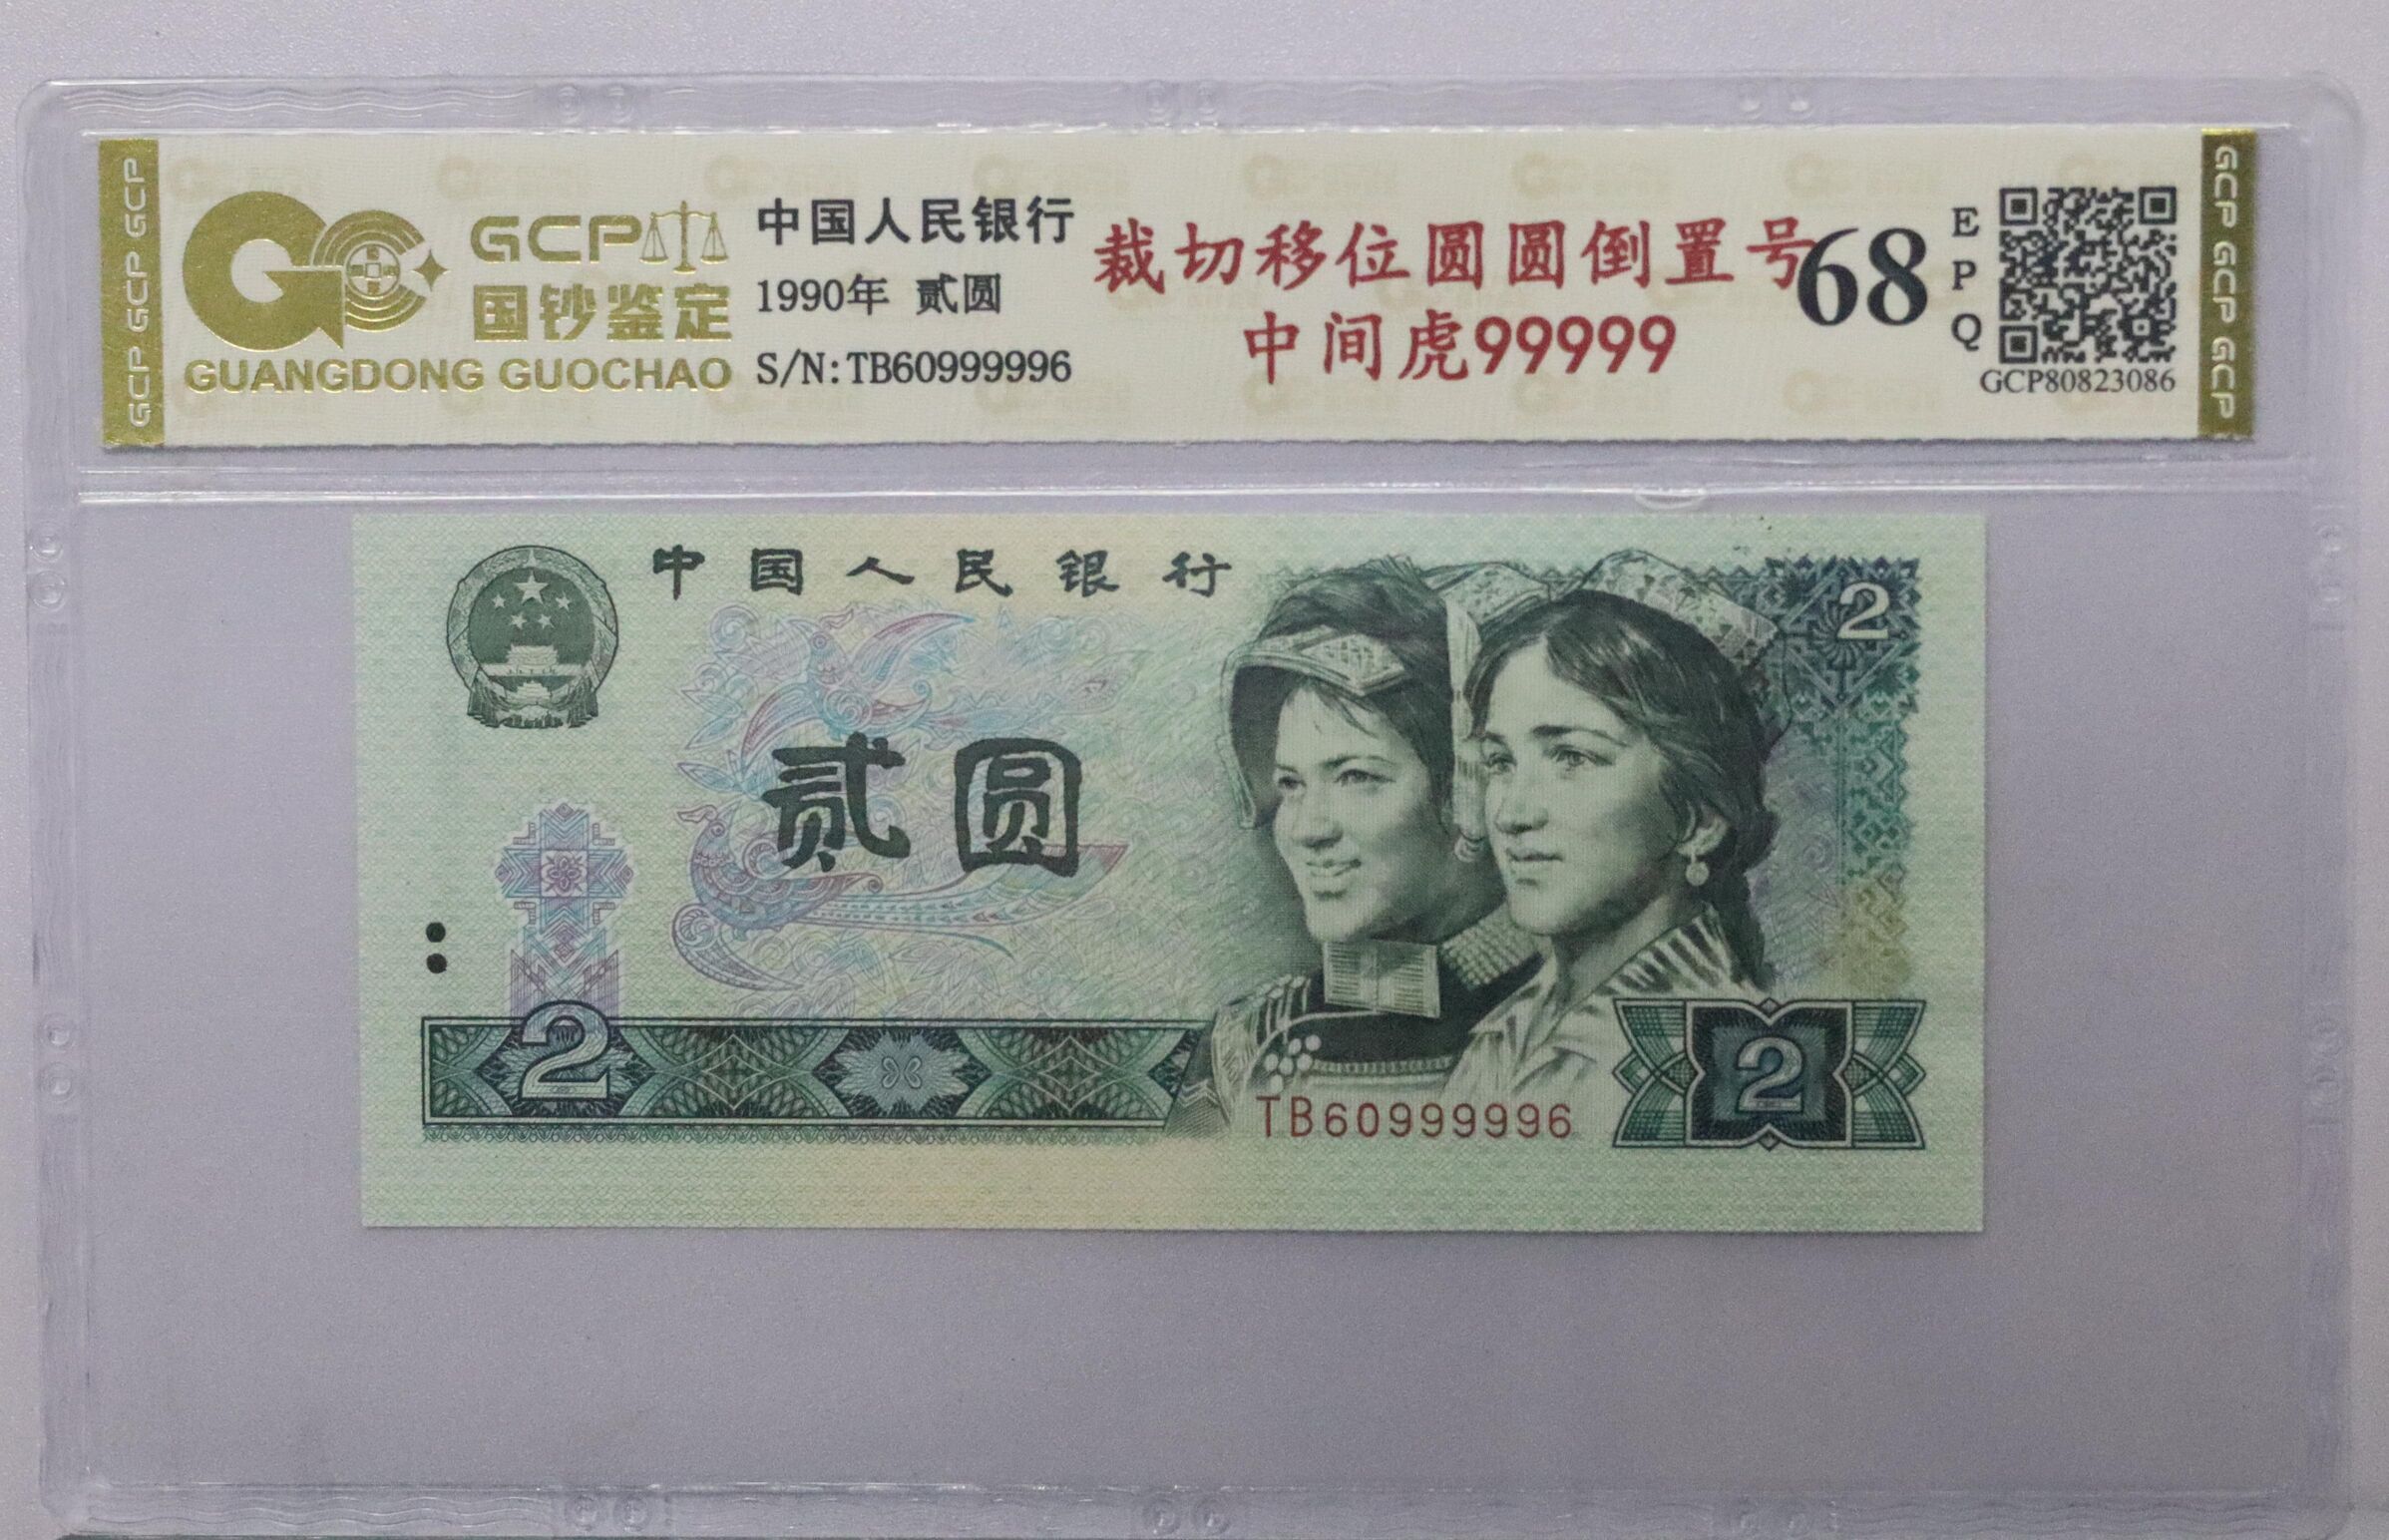 GCP GCP GCP
GCP
国钞鉴定
GUANGDONG GUOCHAO
中国人民银行
1990年 贰圆
S/N:TB60999996
裁切移位圆圆倒置号
中间虎99999
68
E
P
Q
GCP80823086
GCP GCP GCP
中国人民银行
2
贰圆
2
2
TB60999996